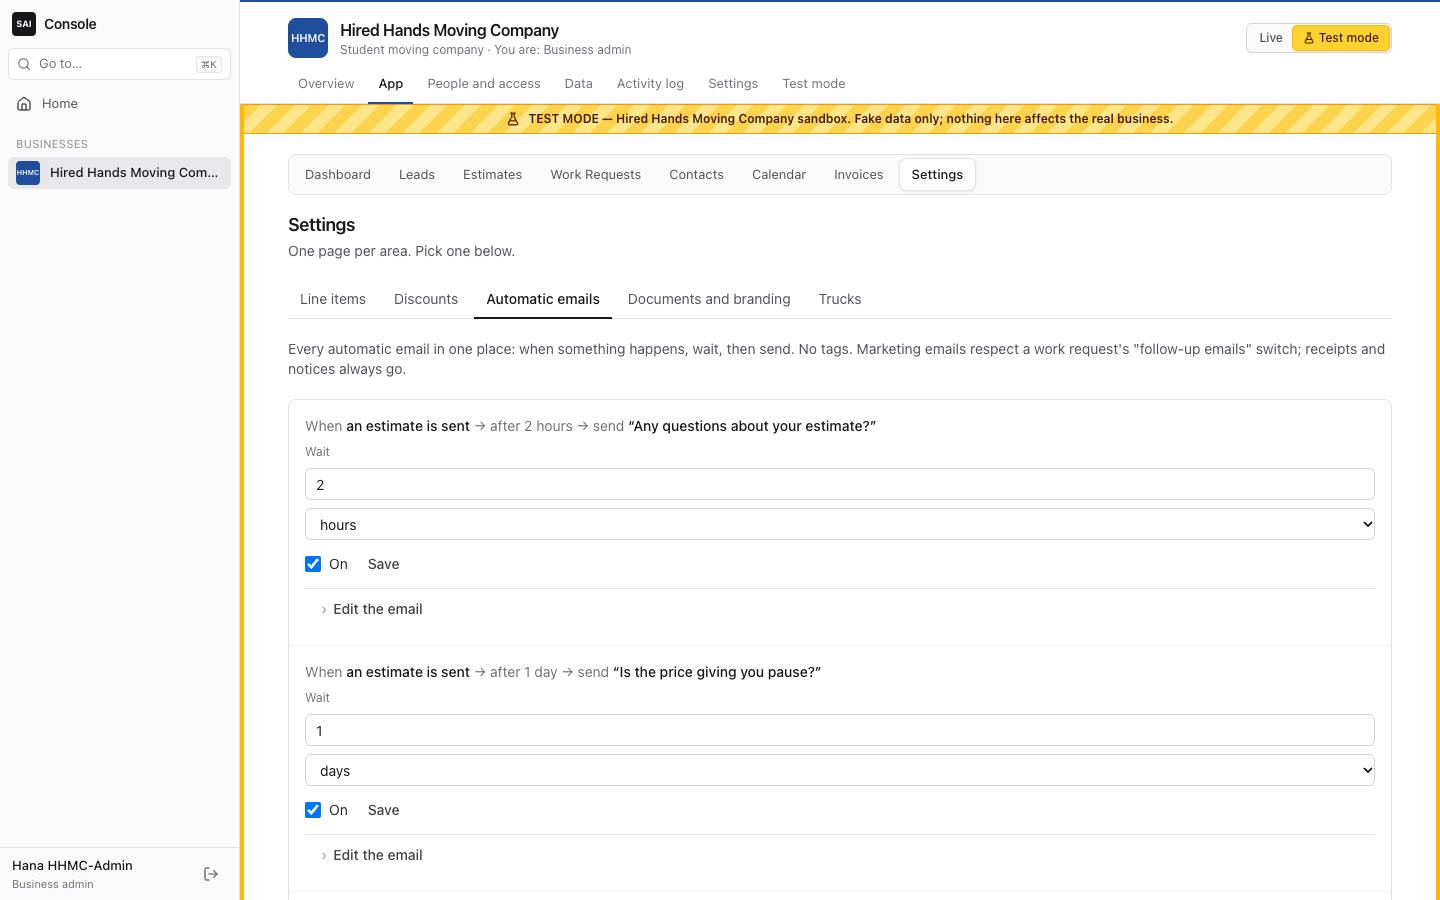 SAI Console
Go to... ⌘K
Home
BUSINESSES
HHMC Hired Hands Moving Com...
Hana HHMC-Admin
Business admin
HHMC
Hired Hands Moving Company
Student moving company · You are: Business admin
Live Test mode
Overview App People and access Data Activity log Settings Test mode
TEST MODE — Hired Hands Moving Company sandbox. Fake data only; nothing here affects the real business.
Dashboard Leads Estimates Work Requests Contacts Calendar Invoices Settings
Settings
One page per area. Pick one below.
Line items Discounts Automatic emails Documents and branding Trucks
Every automatic email in one place: when something happens, wait, then send. No tags. Marketing emails respect a work request's "follow-up emails" switch; receipts and
notices always go.
When an estimate is sent → after 2 hours → send “Any questions about your estimate?”
Wait
2
hours
On Save
› Edit the email
When an estimate is sent → after 1 day → send “Is the price giving you pause?”
Wait
1
days
On Save
› Edit the email